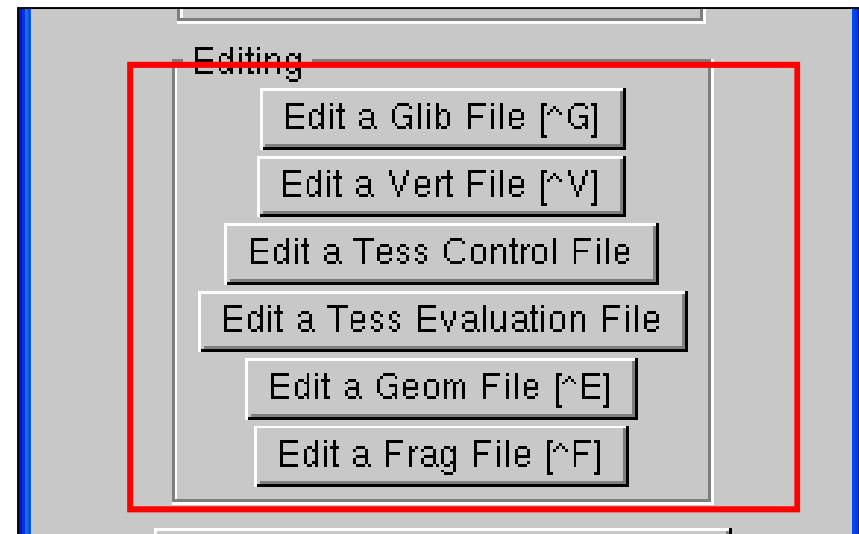 Editing
Edit a Glib File [^G]
Edit a Vert File [^V]
Edit a Tess Control File
Edit a Tess Evaluation File
Edit a Geom File [^E]
Edit a Frag File [^F]